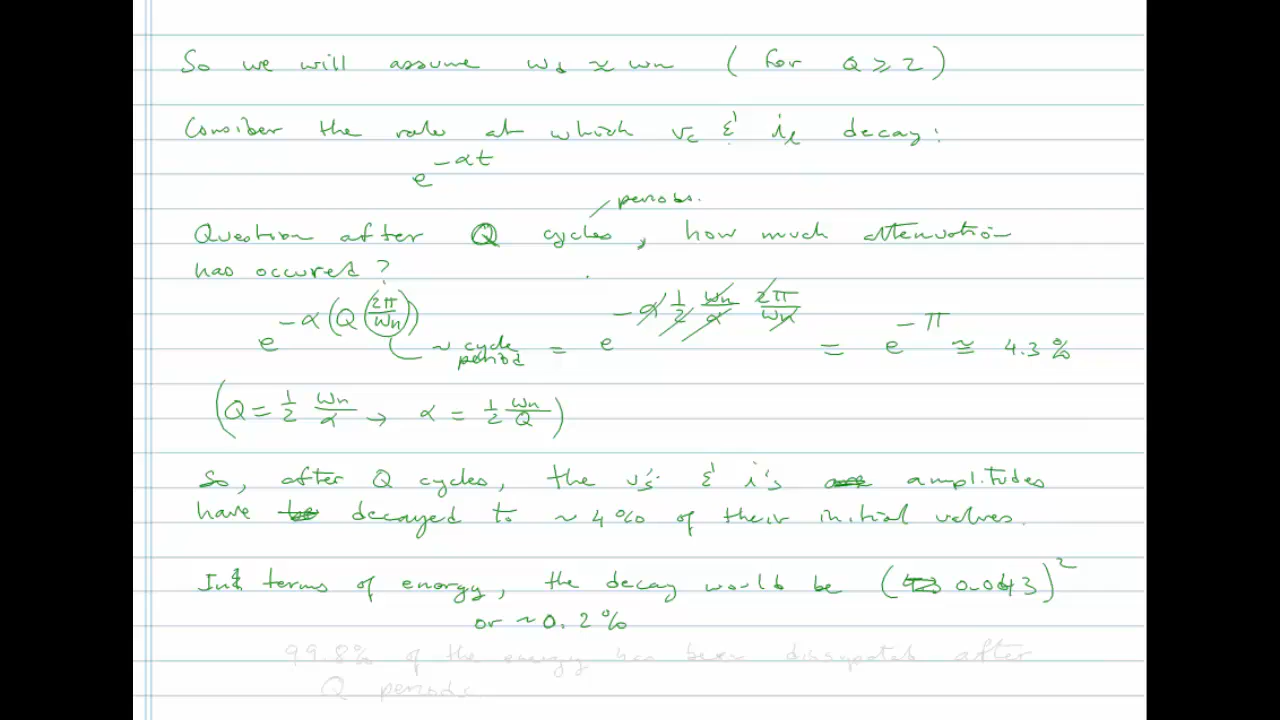 So we will assume ωd ≈ ωn (for Q ≥ 2)
Consider the rate at which vc & iL decay:
e^{-αt}
periods.
Question after Q cycles, how much attenuation
has occured?
e^{-α(Q(2π/ωn))} = e^{-α 1/2 ωn/α 2π/ωn} = e^{-π} ≅ 4.3%
~ cycle
period
(Q = 1/2 ωn/α → α = 1/2 ωn/Q)
So, after Q cycles, the v's & i's amplitudes
have decayed to ~ 4% of their initial values.
In terms of energy, the decay would be (0.043)^2
or ~0.2%
99.8% of the energy has been dissipated after
Q periods